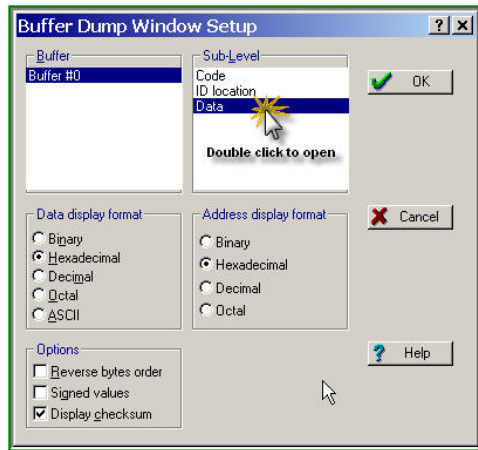 Buffer Dump Window Setup
Buffer
Buffer #0
Sub-Level
Code
ID location
Data
Double click to open
OK
Data display format
Binary
Hexadecimal
Decimal
Octal
ASCII
Address display format
Binary
Hexadecimal
Decimal
Octal
Cancel
Options
Reverse bytes order
Signed values
Display checksum
Help